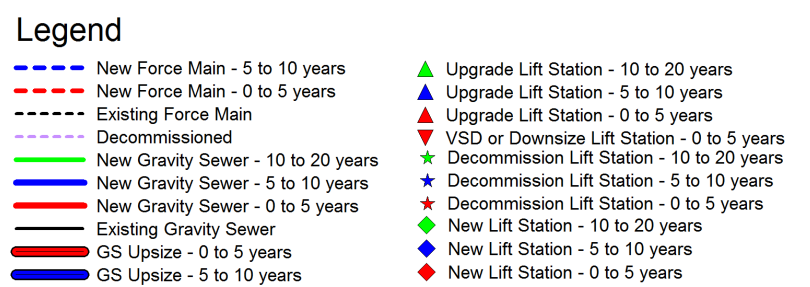 Legend
New Force Main - 5 to 10 years
New Force Main - 0 to 5 years
Existing Force Main
Decommissioned
New Gravity Sewer - 10 to 20 years
New Gravity Sewer - 5 to 10 years
New Gravity Sewer - 0 to 5 years
Existing Gravity Sewer
GS Upsize - 0 to 5 years
GS Upsize - 5 to 10 years
Upgrade Lift Station - 10 to 20 years
Upgrade Lift Station - 5 to 10 years
Upgrade Lift Station - 0 to 5 years
VSD or Downsize Lift Station - 0 to 5 years
Decommission Lift Station - 10 to 20 years
Decommission Lift Station - 5 to 10 years
Decommission Lift Station - 0 to 5 years
New Lift Station - 10 to 20 years
New Lift Station - 5 to 10 years
New Lift Station - 0 to 5 years